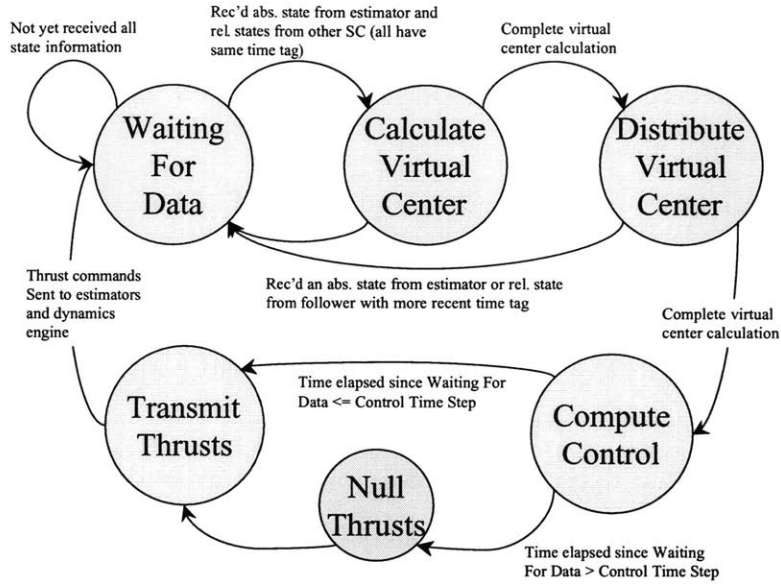 Not yet received all
state information
Rec'd abs. state from estimator and
rel. states from other SC (all have
same time tag)
Complete virtual
center calculation
Waiting
For
Data
Calculate
Virtual
Center
Distribute
Virtual
Center
Thrust commands
Sent to estimators
and dynamics
engine
Rec'd an abs. state from estimator or rel. state
from follower with more recent time tag
Complete virtual
center calculation
Time elapsed since Waiting For
Data <= Control Time Step
Transmit
Thrusts
Compute
Control
Null
Thrusts
Time elapsed since Waiting
For Data > Control Time Step